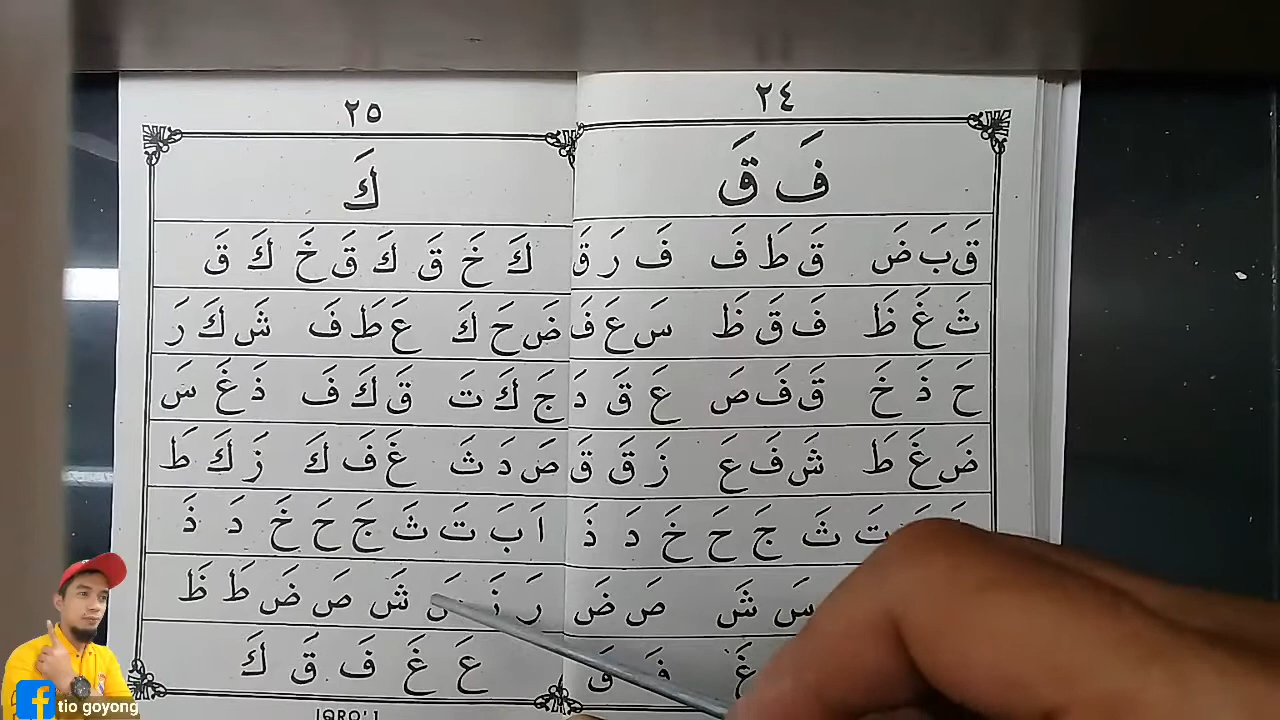 ٢٤
فَ قَ
قَ بَ ضَ قَ طَ فَ فَ رَ قَ
ثَ غَ ظَ فَ قَ ظَ سَ عَ فَ
حَ ذَ خَ قَ فَ صَ عَ قَ دَ
ضَ غَ طَ شَ فَ عَ زَ قَ قَ
تَ ثَ جَ حَ خَ دَ ذَ
سَ شَ صَ ضَ
غَ فَ قَ
٢٥
كَ
كَ خَ قَ كَ قَ خَ كَ قَ
ضَ حَ كَ عَ طَ فَ شَ كَ رَ
جَ كَ تَ قَ كَ فَ ذَ غَ سَ
صَ دَ ثَ غَ فَ كَ زَ كَ طَ
اَ بَ تَ ثَ جَ حَ خَ دَ ذَ
رَ زَ سَ شَ صَ ضَ طَ ظَ
عَ غَ فَ قَ كَ
IQRO' 1
tio goyong